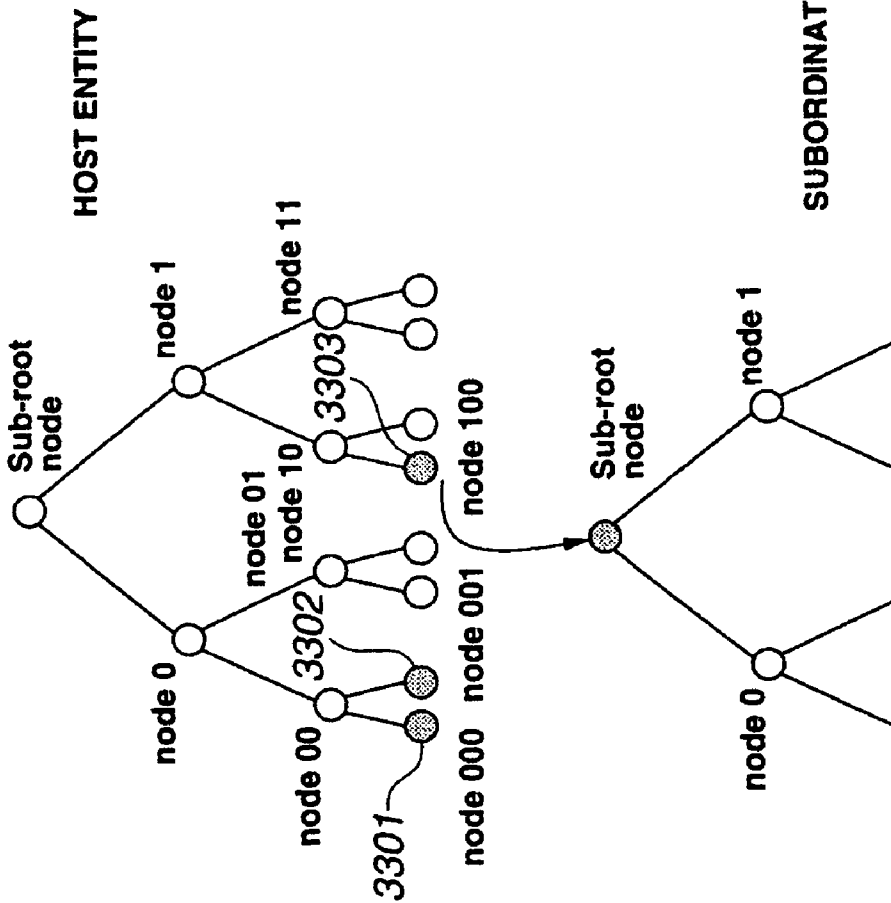 HOST ENTITY
Sub-root
node
node 0
node 1
node 00
node 01
node 10
node 11
3301
3302
3303
node 000
node 001
node 100
Sub-root
node
node 0
node 1
SUBORDINAT